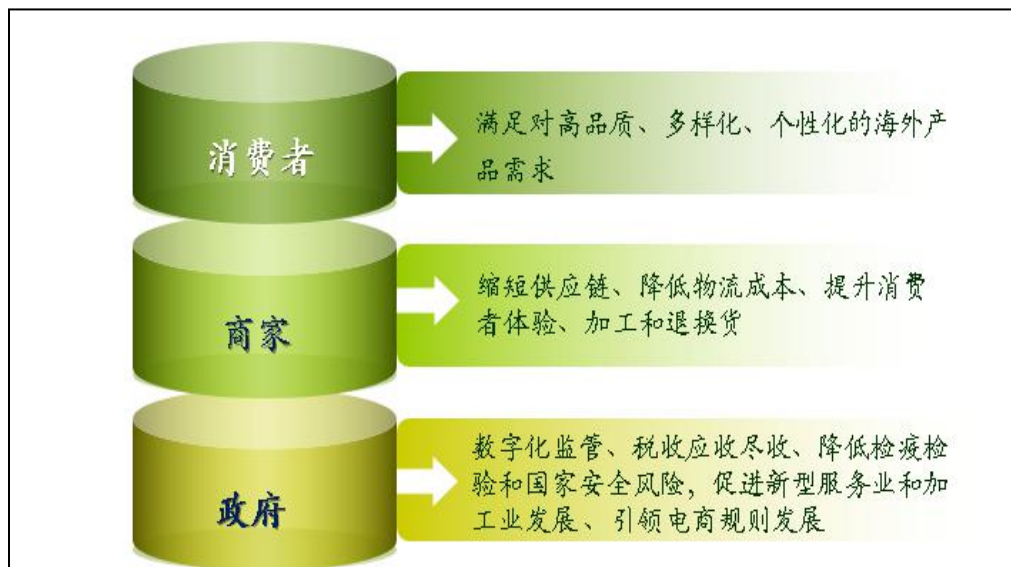 消费者
满足对高品质、多样化、个性化的海外产
品需求
商家
缩短供应链、降低物流成本、提升消费
者体验、加工和退换货
政府
数字化监管、税收应收尽收、降低检疫检
验和国家安全风险，促进新型服务业和加
工业发展、引领电商规则发展